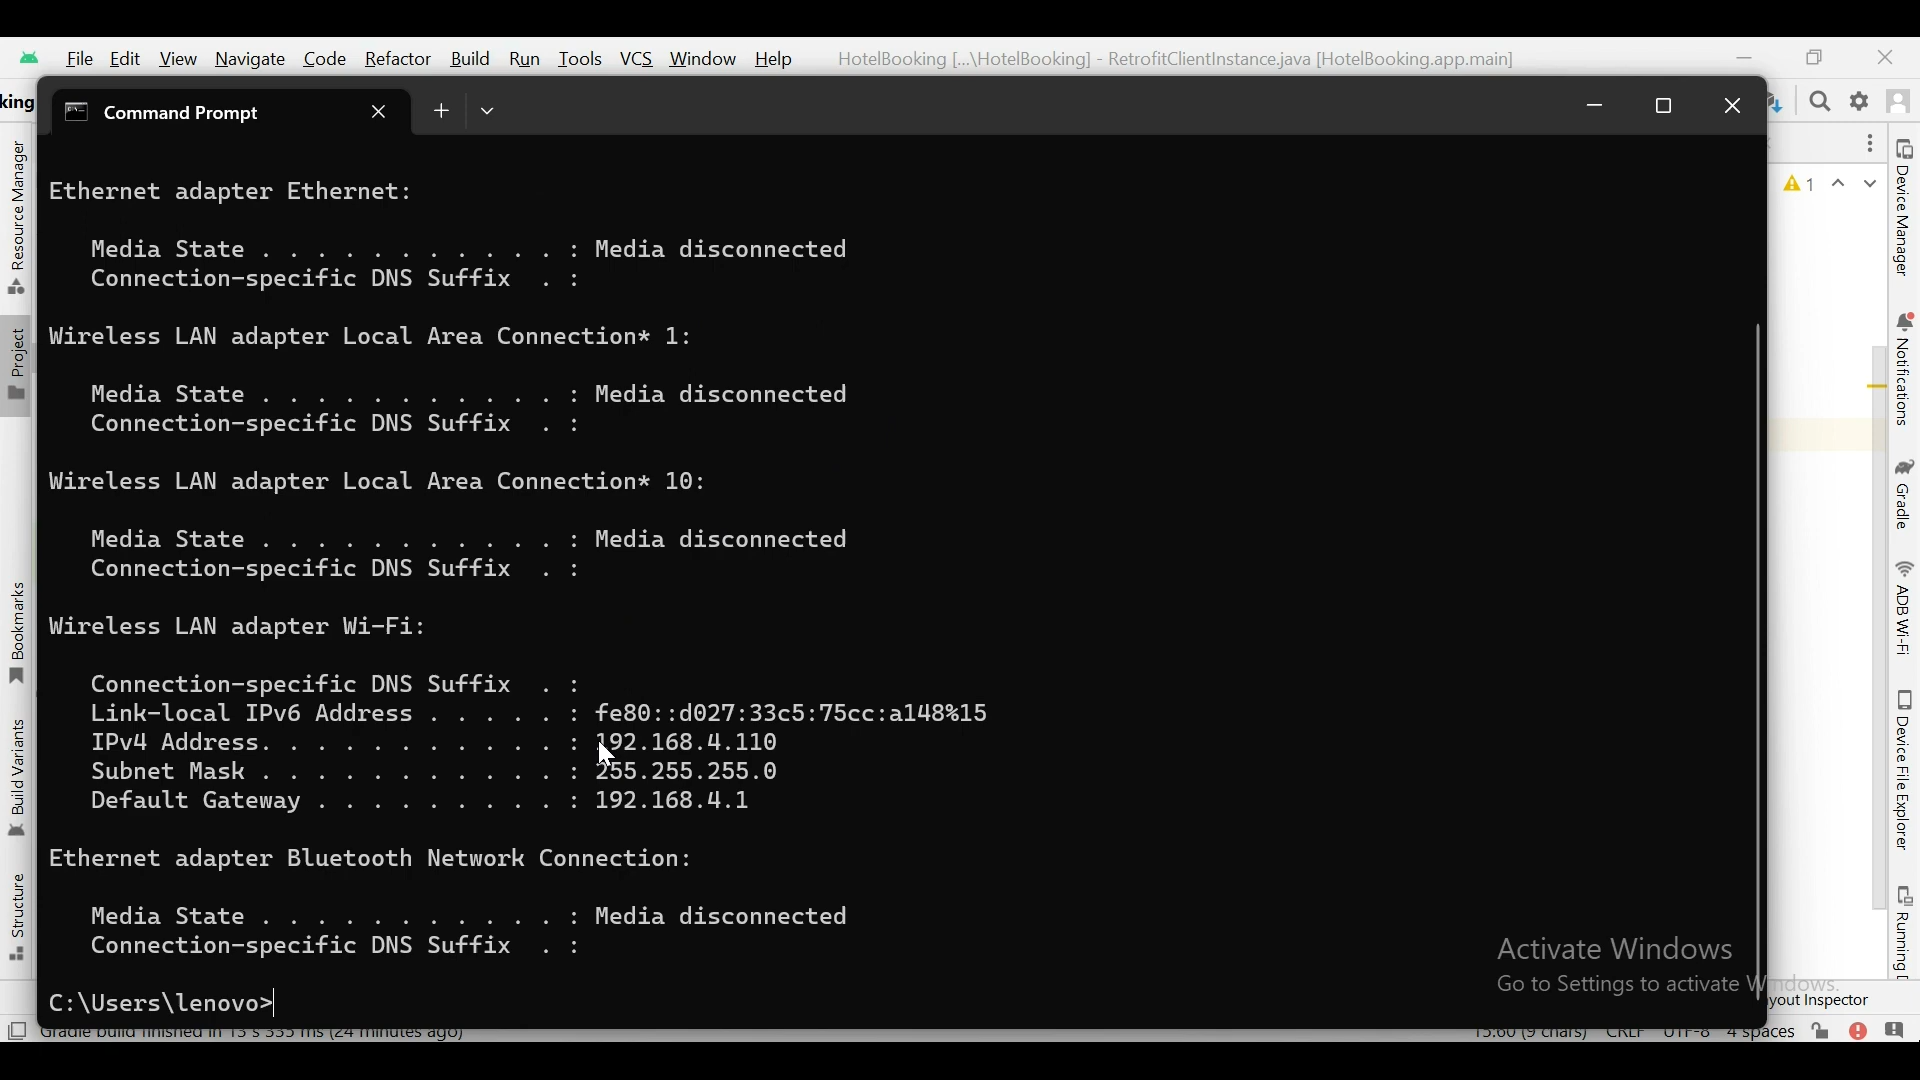 File Edit View Navigate Code Refactor Build Run Tools VCS Window Help HotelBooking [...\HotelBooking] - RetrofitClientInstance.java [HotelBooking.app.main]
king
Command Prompt
1
Ethernet adapter Ethernet:
Media State . . . . . . . . . . . : Media disconnected
Connection-specific DNS Suffix . :
Wireless LAN adapter Local Area Connection* 1:
Media State . . . . . . . . . . . : Media disconnected
Connection-specific DNS Suffix . :
Wireless LAN adapter Local Area Connection* 10:
Media State . . . . . . . . . . . : Media disconnected
Connection-specific DNS Suffix . :
Wireless LAN adapter Wi-Fi:
Connection-specific DNS Suffix . :
Link-local IPv6 Address . . . . . : fe80::d027:33c5:75cc:a148%15
IPv4 Address. . . . . . . . . . . : 192.168.4.110
Subnet Mask . . . . . . . . . . . : 255.255.255.0
Default Gateway . . . . . . . . . : 192.168.4.1
Ethernet adapter Bluetooth Network Connection:
Media State . . . . . . . . . . . : Media disconnected
Connection-specific DNS Suffix . :
C:\Users\lenovo>
Resource Manager
Project
Bookmarks
Build Variants
Structure
Device Manager
Notifications
Gradle
ADB Wi-Fi
Device File Explorer
Running
Activate Windows
Go to Settings to activate Windows.
yout Inspector
Gradle build finished in 13 s 335 ms (24 minutes ago)
15:60 (9 chars) CRLF UTF-8 4 spaces